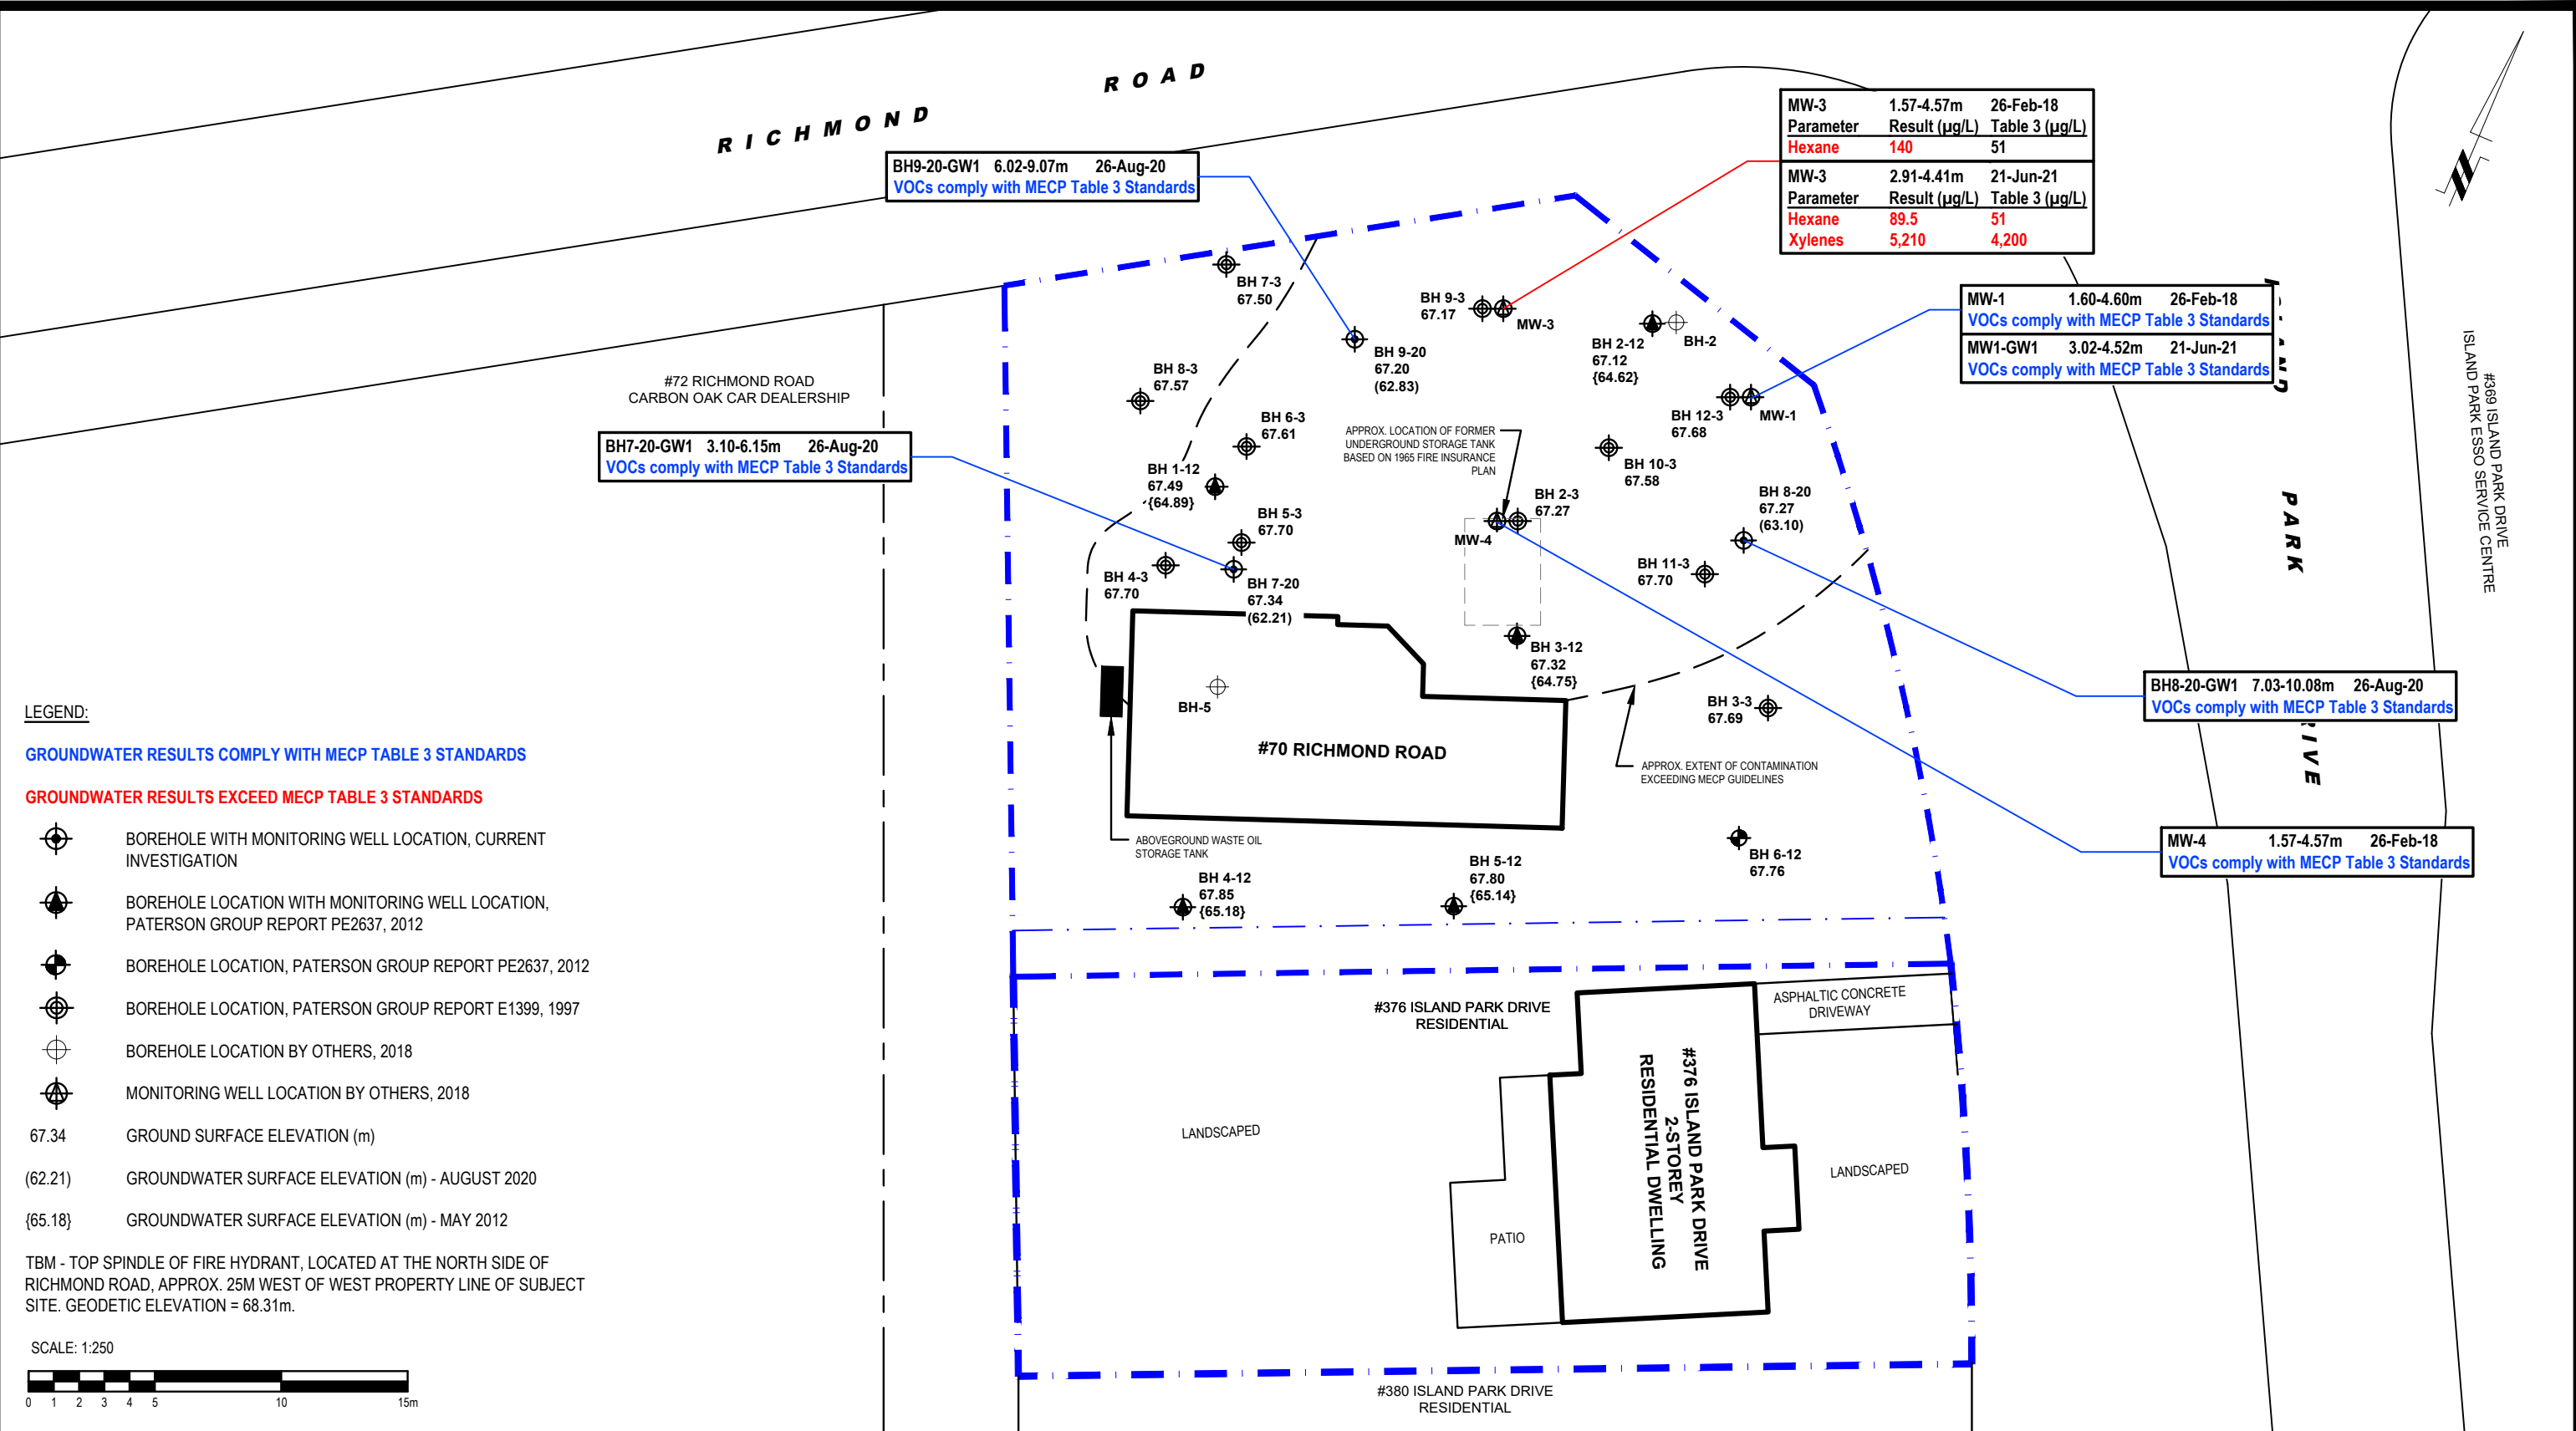 RICHMOND ROAD
BH9-20-GW1 6.02-9.07m 26-Aug-20
VOCs comply with MECP Table 3 Standards
MW-3 1.57-4.57m 26-Feb-18
Parameter Result (µg/L) Table 3 (µg/L)
Hexane 140 51
MW-3 2.91-4.41m 21-Jun-21
Parameter Result (µg/L) Table 3 (µg/L)
Hexane 89.5 51
Xylenes 5,210 4,200
MW-1 1.60-4.60m 26-Feb-18
VOCs comply with MECP Table 3 Standards
MW1-GW1 3.02-4.52m 21-Jun-21
VOCs comply with MECP Table 3 Standards
PARK
#369 ISLAND PARK DRIVE
ISLAND PARK ESSO SERVICE CENTRE
#72 RICHMOND ROAD
CARBON OAK CAR DEALERSHIP
BH7-20-GW1 3.10-6.15m 26-Aug-20
VOCs comply with MECP Table 3 Standards
BH 7-3
67.50
BH 9-3
67.17
MW-3
BH 9-20
67.20
(62.83)
BH 2-12
67.12
{64.62}
BH-2
BH 8-3
67.57
BH 6-3
67.61
BH 12-3
67.68
MW-1
APPROX. LOCATION OF FORMER
UNDERGROUND STORAGE TANK
BASED ON 1965 FIRE INSURANCE
PLAN
BH 1-12
67.49
{64.89}
BH 10-3
67.58
BH 2-3
67.27
MW-4
BH 8-20
67.27
(63.10)
BH 5-3
67.70
BH 4-3
67.70
BH 7-20
67.34
(62.21)
BH 11-3
67.70
BH 3-12
67.32
{64.75}
BH-5
#70 RICHMOND ROAD
BH 3-3
67.69
APPROX. EXTENT OF CONTAMINATION
EXCEEDING MECP GUIDELINES
BH8-20-GW1 7.03-10.08m 26-Aug-20
VOCs comply with MECP Table 3 Standards
MW-4 1.57-4.57m 26-Feb-18
VOCs comply with MECP Table 3 Standards
ABOVEGROUND WASTE OIL
STORAGE TANK
BH 4-12
67.85
{65.18}
BH 5-12
67.80
{65.14}
BH 6-12
67.76
#376 ISLAND PARK DRIVE
RESIDENTIAL
ASPHALTIC CONCRETE
DRIVEWAY
#376 ISLAND PARK DRIVE
2-STOREY
RESIDENTIAL DWELLING
LANDSCAPED
LANDSCAPED
PATIO
#380 ISLAND PARK DRIVE
RESIDENTIAL
LEGEND:
GROUNDWATER RESULTS COMPLY WITH MECP TABLE 3 STANDARDS
GROUNDWATER RESULTS EXCEED MECP TABLE 3 STANDARDS
BOREHOLE WITH MONITORING WELL LOCATION, CURRENT
INVESTIGATION
BOREHOLE LOCATION WITH MONITORING WELL LOCATION,
PATERSON GROUP REPORT PE2637, 2012
BOREHOLE LOCATION, PATERSON GROUP REPORT PE2637, 2012
BOREHOLE LOCATION, PATERSON GROUP REPORT E1399, 1997
BOREHOLE LOCATION BY OTHERS, 2018
MONITORING WELL LOCATION BY OTHERS, 2018
67.34 GROUND SURFACE ELEVATION (m)
(62.21) GROUNDWATER SURFACE ELEVATION (m) - AUGUST 2020
{65.18} GROUNDWATER SURFACE ELEVATION (m) - MAY 2012
TBM - TOP SPINDLE OF FIRE HYDRANT, LOCATED AT THE NORTH SIDE OF
RICHMOND ROAD, APPROX. 25M WEST OF WEST PROPERTY LINE OF SUBJECT
SITE. GEODETIC ELEVATION = 68.31m.
SCALE: 1:250
0 1 2 3 4 5 10 15m